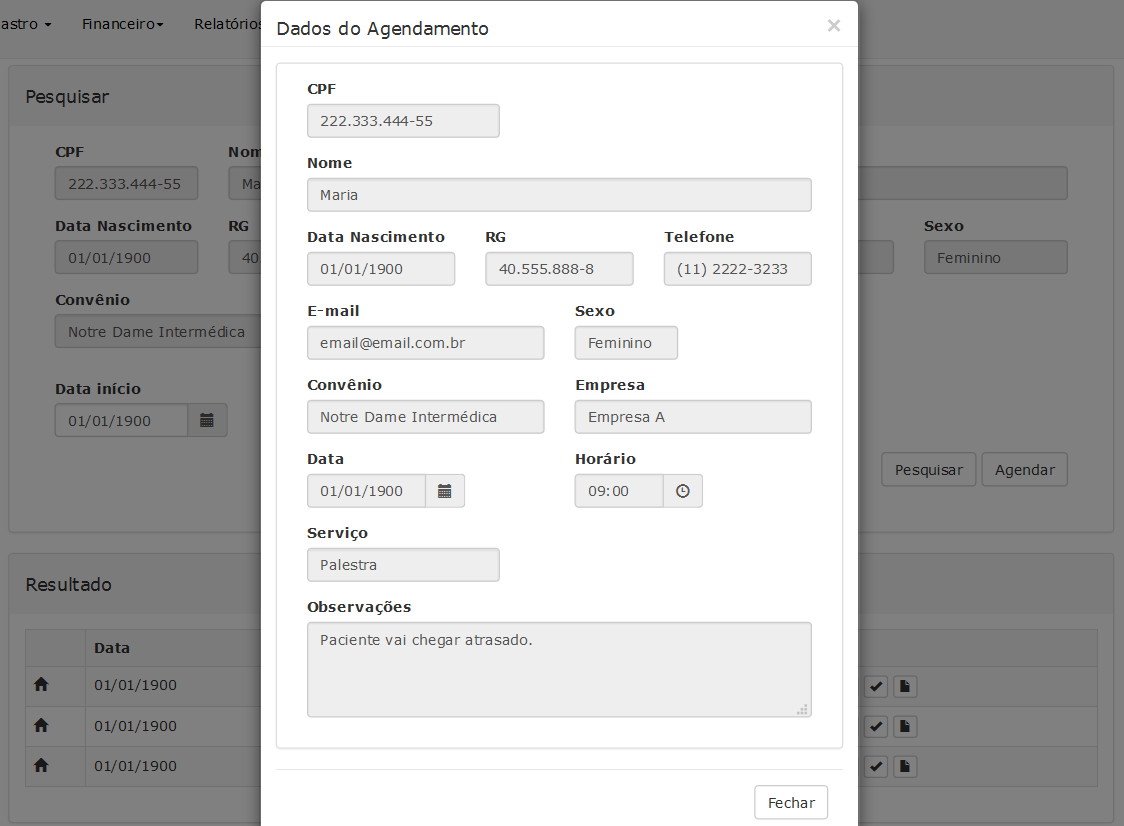 astro
Financeiro
Relatórios
Dados do Agendamento
×
Pesquisar
CPF
222.333.444-55
Nom
Ma
Data Nascimento
RG
01/01/1900
40
Sexo
Feminino
Convênio
Notre Dame Intermédica
Data início
01/01/1900
Pesquisar
Agendar
Resultado
Data
01/01/1900
01/01/1900
01/01/1900
CPF
222.333.444-55
Nome
Maria
Data Nascimento RG Telefone
01/01/1900 40.555.888-8 (11) 2222-3233
E-mail Sexo
email@email.com.br Feminino
Convênio Empresa
Notre Dame Intermédica Empresa A
Data Horário
01/01/1900 09:00
Serviço
Palestra
Observações
Paciente vai chegar atrasado.
Fechar